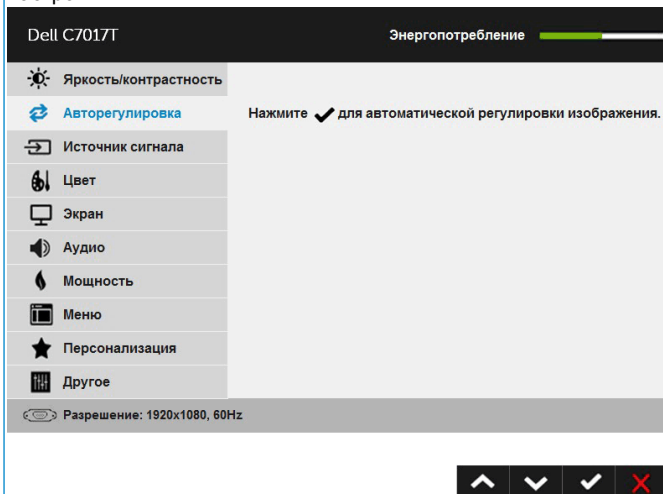 Dell C7017T
Энергопотребление
Яркость/контрастность
Авторегулировка
Нажмите для автоматической регулировки изображения.
Источник сигнала
Цвет
Экран
Аудио
Мощность
Меню
Персонализация
Другое
Разрешение: 1920x1080, 60Hz